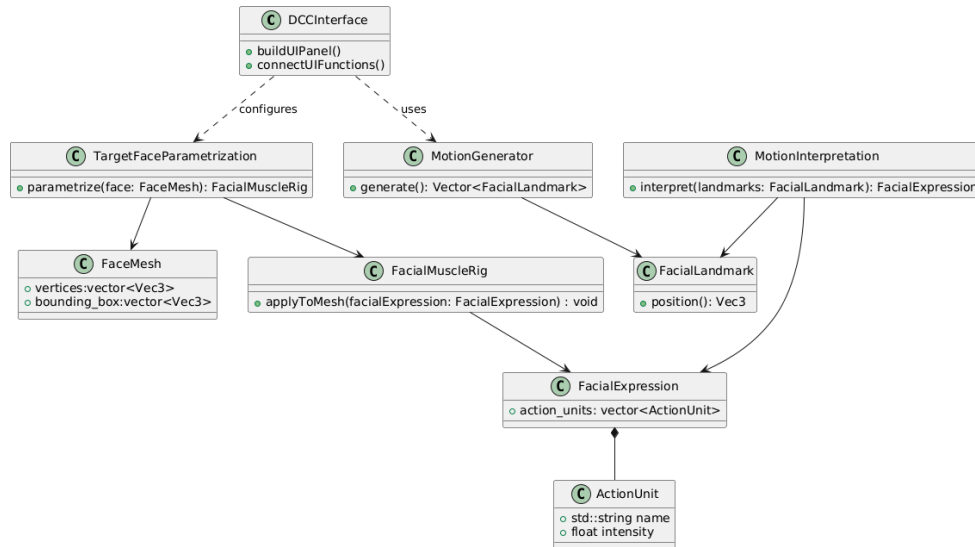 C DCCInterface
buildUIPanel()
connectUIFunctions()
configures
uses
C TargetFaceParametrization
parametrize(face: FaceMesh): FacialMuscleRig
C MotionGenerator
generate(): Vector<FacialLandmark>
C MotionInterpretation
interpret(landmarks: FacialLandmark): FacialExpression
C FaceMesh
vertices:vector<Vec3>
bounding_box:vector<Vec3>
C FacialMuscleRig
applyToMesh(facialExpression: FacialExpression) : void
C FacialLandmark
position(): Vec3
C FacialExpression
action_units: vector<ActionUnit>
C ActionUnit
std::string name
float intensity